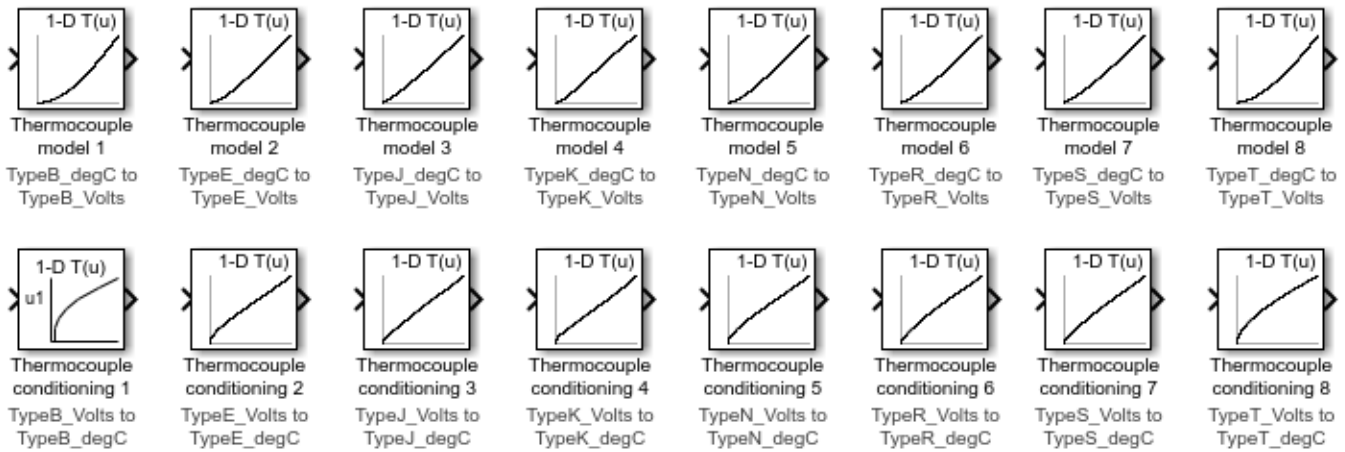 1-D T(u)
1-D T(u)
1-D T(u)
1-D T(u)
1-D T(u)
1-D T(u)
1-D T(u)
1-D T(u)
Thermocouple
model 1
TypeB_degC to
TypeB_Volts
Thermocouple
model 2
TypeE_degC to
TypeE_Volts
Thermocouple
model 3
TypeJ_degC to
TypeJ_Volts
Thermocouple
model 4
TypeK_degC to
TypeK_Volts
Thermocouple
model 5
TypeN_degC to
TypeN_Volts
Thermocouple
model 6
TypeR_degC to
TypeR_Volts
Thermocouple
model 7
TypeS_degC to
TypeS_Volts
Thermocouple
model 8
TypeT_degC to
TypeT_Volts
1-D T(u)
u1
1-D T(u)
1-D T(u)
1-D T(u)
1-D T(u)
1-D T(u)
1-D T(u)
1-D T(u)
Thermocouple
conditioning 1
TypeB_Volts to
TypeB_degC
Thermocouple
conditioning 2
TypeE_Volts to
TypeE_degC
Thermocouple
conditioning 3
TypeJ_Volts to
TypeJ_degC
Thermocouple
conditioning 4
TypeK_Volts to
TypeK_degC
Thermocouple
conditioning 5
TypeN_Volts to
TypeN_degC
Thermocouple
conditioning 6
TypeR_Volts to
TypeR_degC
Thermocouple
conditioning 7
TypeS_Volts to
TypeS_degC
Thermocouple
conditioning 8
TypeT_Volts to
TypeT_degC